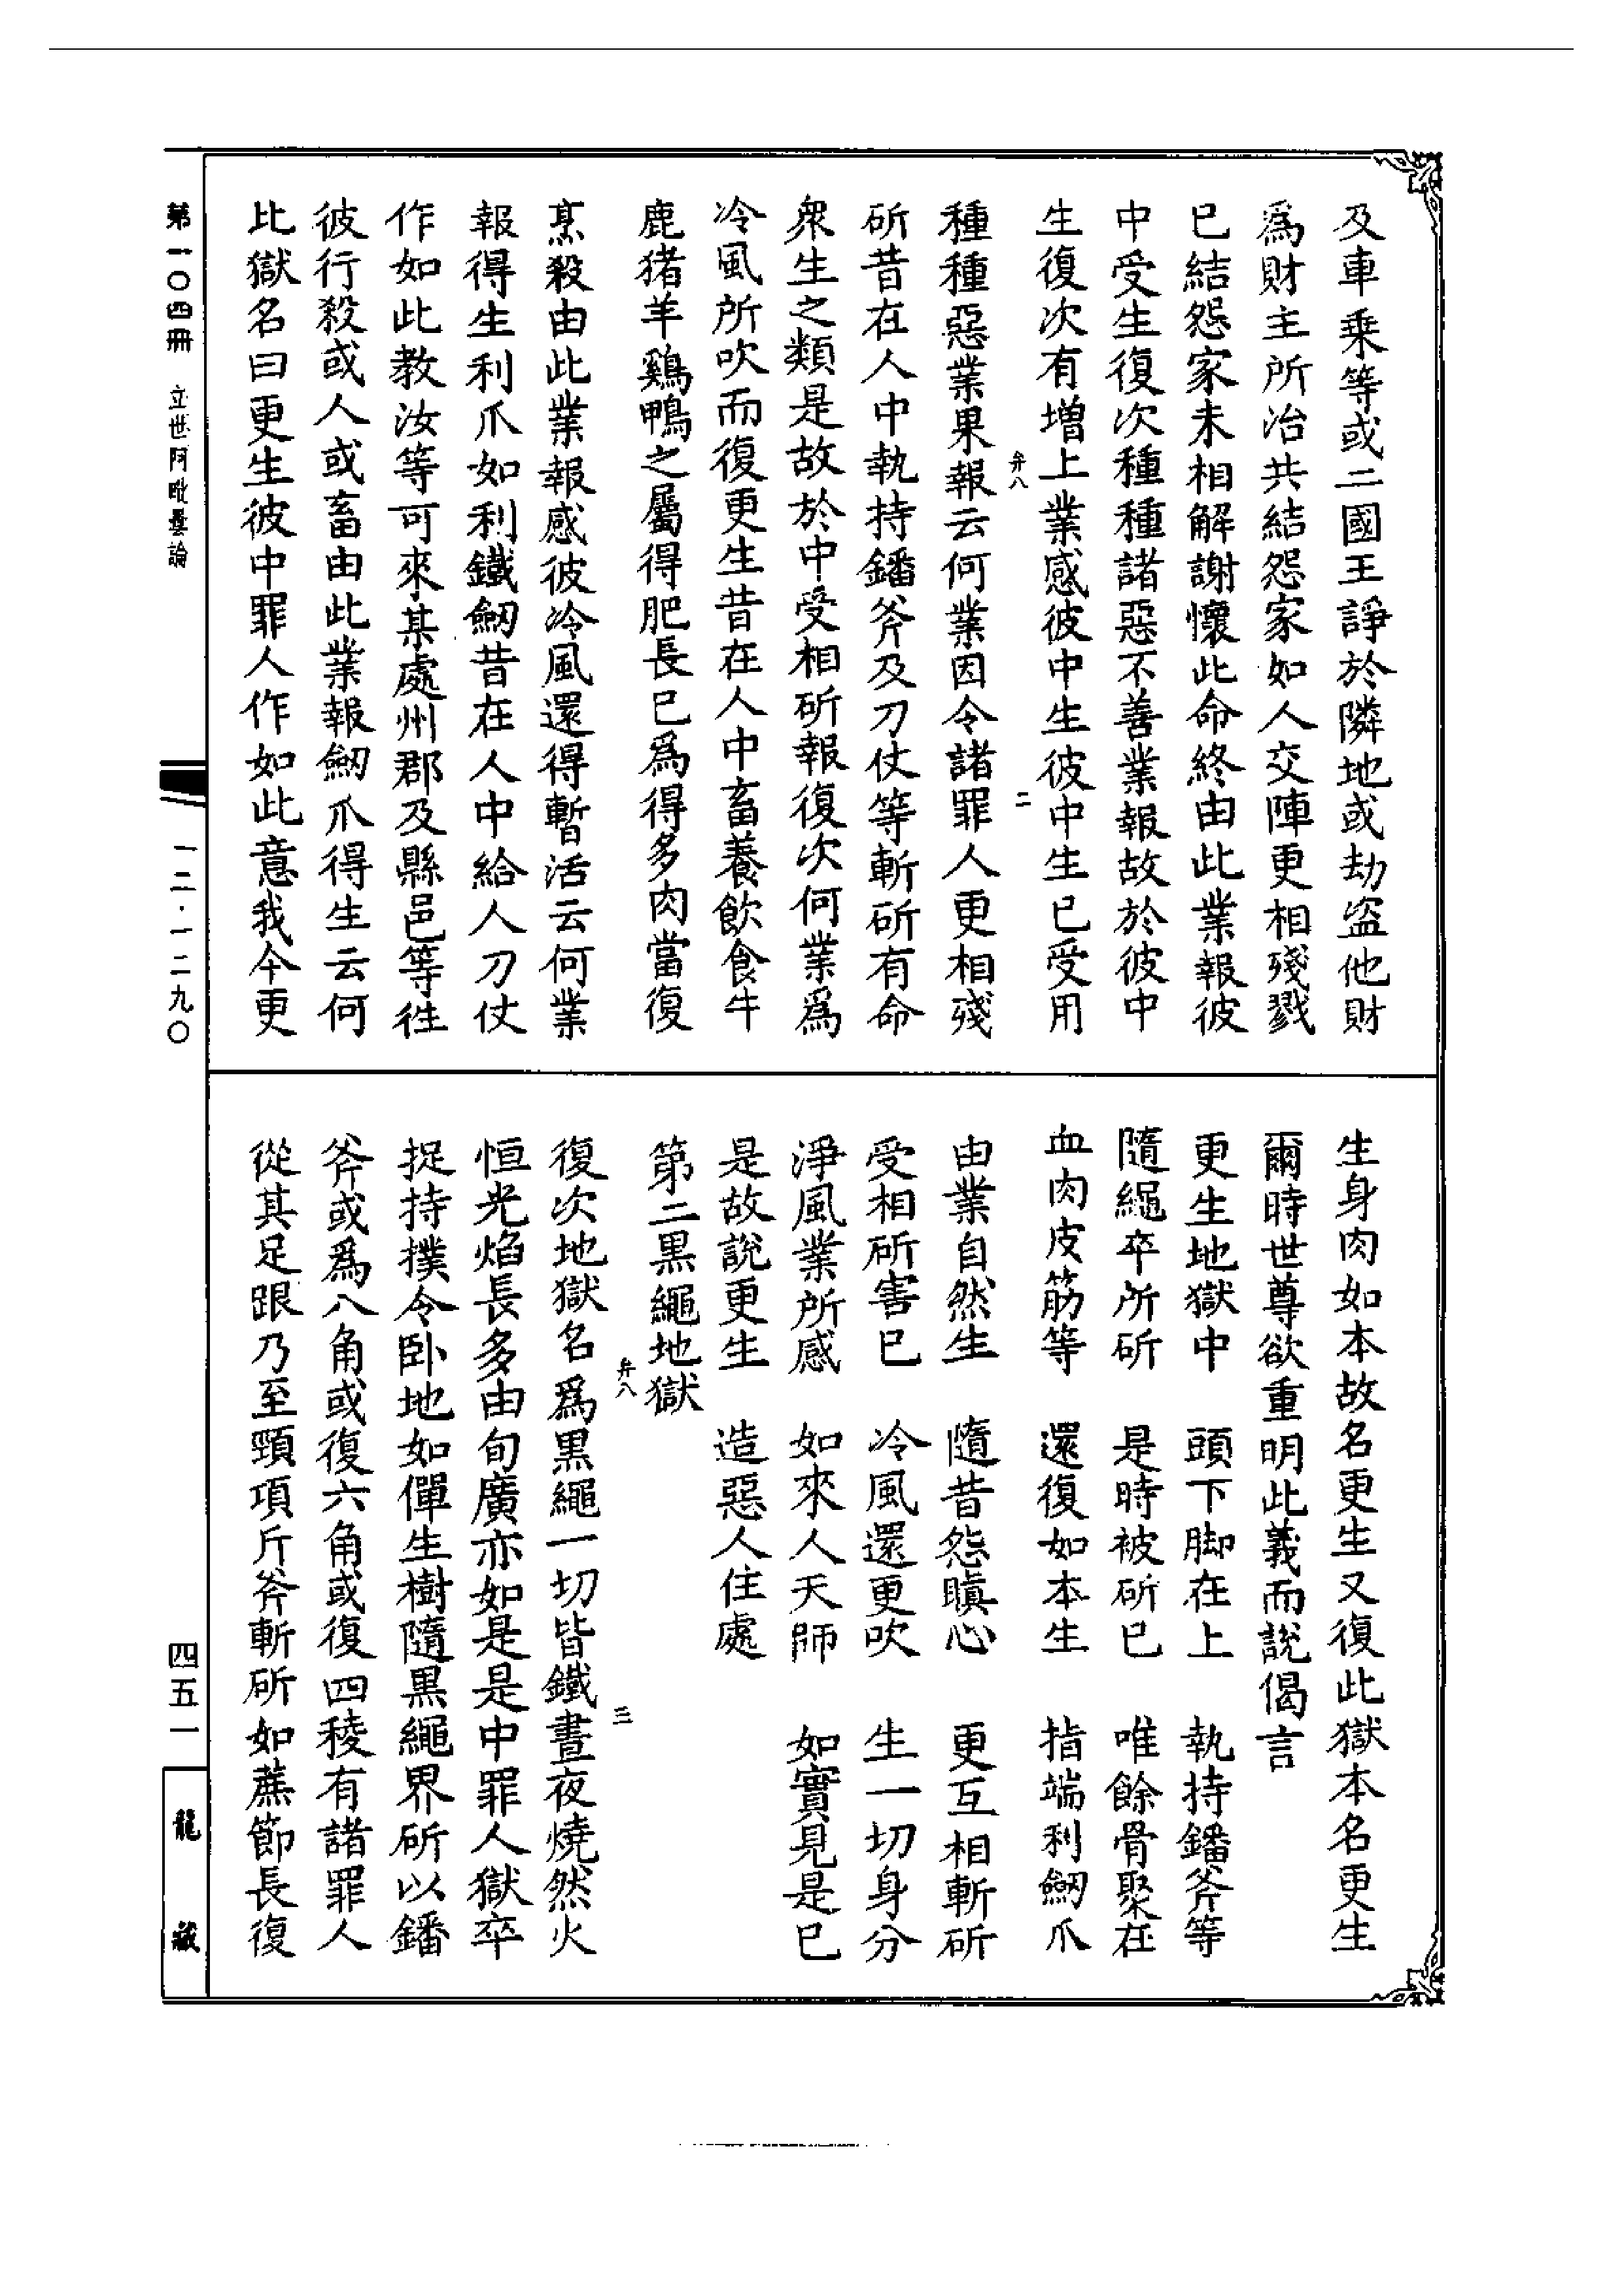 及車乘等或二國王諍於隣地或劫盜他財
爲財主所冶共結怨家如人交陣更相殘戮
已結怨家未相解謝懷此命終由此業報彼
中受生復次種種諸惡不善業報故於彼中
生復次有增上業感彼中生彼中生已受用
弁八
二
種種惡業果報云何業因令諸罪人更相殘
斫昔在人中執持鐇斧及刀仗等斬斫有命
衆生之類是故於中受相斫報復次何業爲
冷風所吹而復更生昔在人中畜養飲食牛
鹿猪羊鷄鴨之屬得肥長已爲得多肉當復
烹殺由此業報感彼冷風還得暫活云何業
報得生利爪如利鐵劒昔在人中給人刀仗
作如此教汝等可來某處州郡及縣邑等往
彼行殺或人或畜由此業報劒爪得生云何
比獄名曰更生彼中罪人作如此意我今更
生身肉如本故名更生又復此獄本名更生
爾時世尊欲重明此義而說偈言
更生地獄中 頭下脚在上 執持鐇斧等
隨繩卒所斫 是時被斫已 唯餘骨聚在
血肉皮筋等 還復如本生 指端利劒爪
由業自然生 隨昔怨瞋心 更互相斬斫
受相斫害已 冷風還更吹 生一切身分
淨風業所感 如來人天師 如實見是已
是故說更生 造惡人住處
第二黑繩地獄
弁八
三
復次地獄名爲黑繩一切皆鐵晝夜燒然火
恒光焰長多由旬廣亦如是是中罪人獄卒
捉持撲令卧地如僤生樹隨黑繩界斫以鐇
斧或爲八角或復六角或復四稜有諸罪人
從其足跟乃至頸項斤斧斬斫如蔗節長復
第一〇四冊 立世阿毗曇論
一二·一二九〇
四五一
龍藏